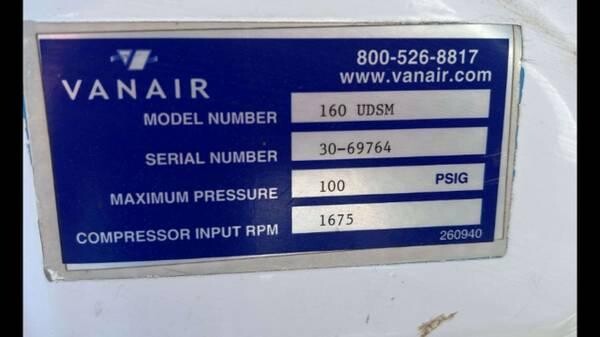 800-526-8817
www.vanair.com
VANAIR
MODEL NUMBER 160 UDSM
SERIAL NUMBER 30-69764
MAXIMUM PRESSURE 100 PSIG
COMPRESSOR INPUT RPM 1675
260940